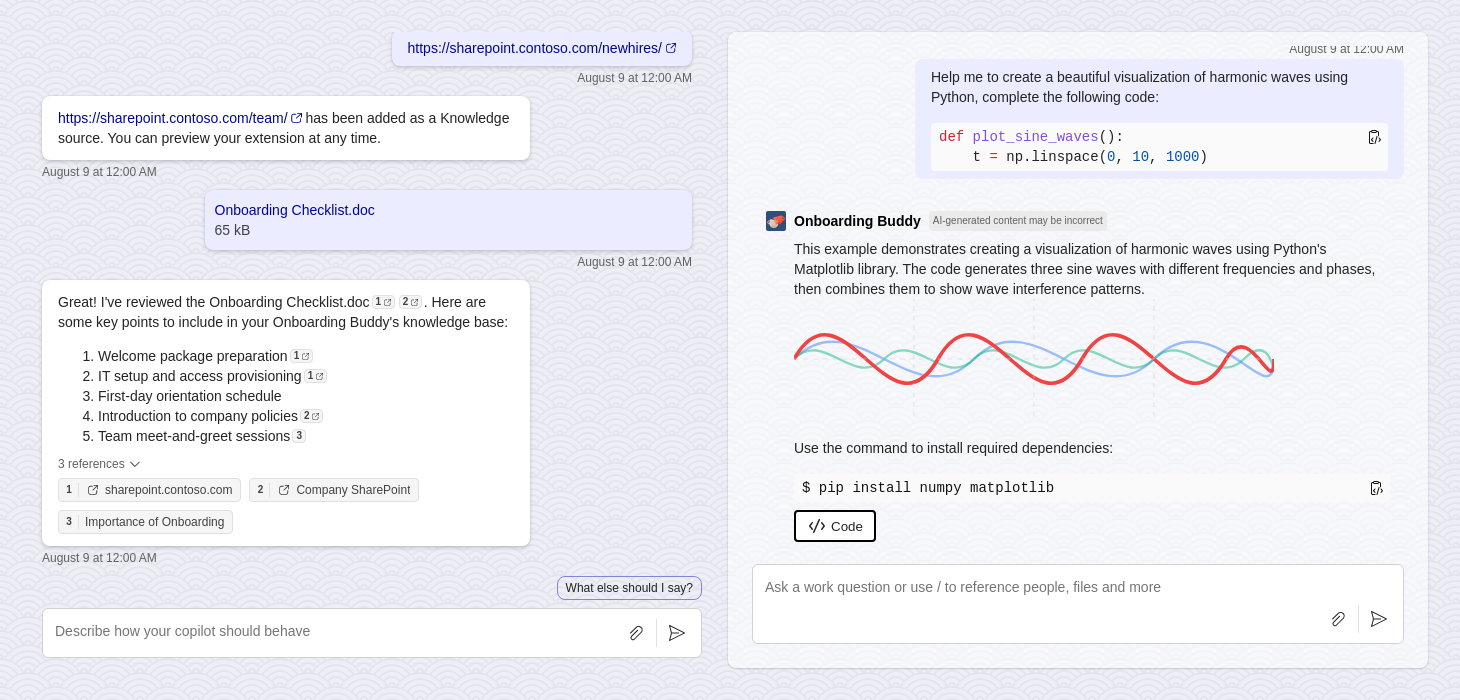 https://sharepoint.contoso.com/newhires/
August 9 at 12:00 AM
https://sharepoint.contoso.com/team/ has been added as a Knowledge
source. You can preview your extension at any time.
August 9 at 12:00 AM
Onboarding Checklist.doc
65 kB
August 9 at 12:00 AM
Great! I've reviewed the Onboarding Checklist.doc 1 2 . Here are
some key points to include in your Onboarding Buddy's knowledge base:
1. Welcome package preparation 1
2. IT setup and access provisioning 1
3. First-day orientation schedule
4. Introduction to company policies 2
5. Team meet-and-greet sessions 3
3 references
1 sharepoint.contoso.com 2 Company SharePoint
3 Importance of Onboarding
August 9 at 12:00 AM
What else should I say?
Describe how your copilot should behave
August 9 at 12:00 AM
Help me to create a beautiful visualization of harmonic waves using
Python, complete the following code:
def plot_sine_waves():
    t = np.linspace(0, 10, 1000)
Onboarding Buddy AI-generated content may be incorrect
This example demonstrates creating a visualization of harmonic waves using Python's
Matplotlib library. The code generates three sine waves with different frequencies and phases,
then combines them to show wave interference patterns.
Use the command to install required dependencies:
$ pip install numpy matplotlib
Code
Ask a work question or use / to reference people, files and more